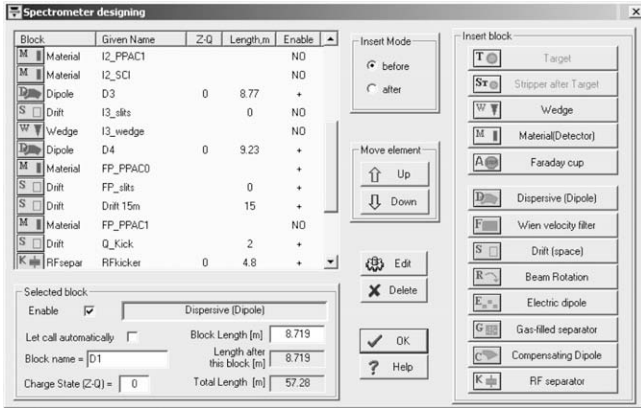 Spectrometer designing
Block Given Name Z-Q Length,m Enable
M Material I2_PPAC1 NO
M Material I2_SCI NO
D Dipole D3 0 8.77 +
S Drift I3_slits 0 NO
W Wedge I3_wedge NO
D Dipole D4 0 9.23 +
M Material FP_PPAC0 +
S Drift FP_slits 0 +
S Drift Drift 15m 15 +
M Material FP_PPAC1 NO
S Drift Q_Kick 2 +
K RFsepar RFkicker 0 4.8 +
Selected block
Enable Dispersive (Dipole)
Let call automatically Block Length [m] 8.719
Block name = D1 Length after this block [m] 8.719
Charge State (Z-Q) = 0 Total Length [m] 57.28
Insert Mode
before
after
Move element
Up
Down
Edit
Delete
OK
? Help
Insert block
T Target
ST Stripper after Target
W Wedge
M Material(Detector)
A Faraday cup
D Dispersive (Dipole)
F Wien velocity filter
S Drift (space)
R Beam Rotation
E Electric dipole
G Gas-filled separator
C Compensating Dipole
K RF separator